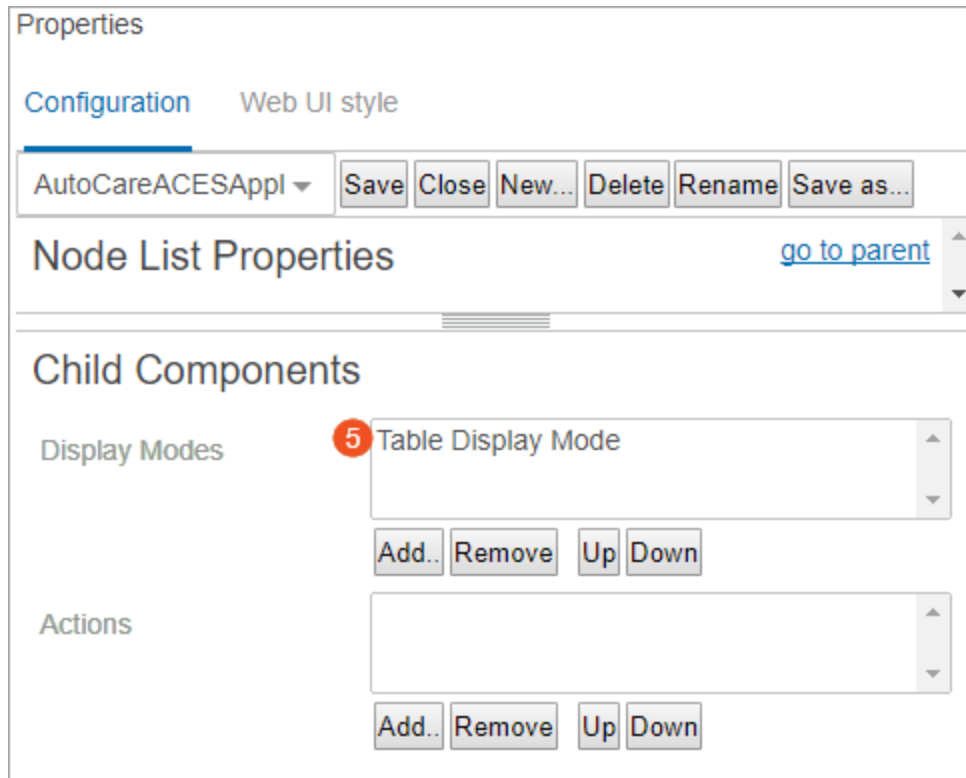 Properties
Configuration Web UI style
AutoCareACESAppl Save Close New... Delete Rename Save as...
Node List Properties go to parent
Child Components
Display Modes 5 Table Display Mode
Add.. Remove Up Down
Actions
Add.. Remove Up Down